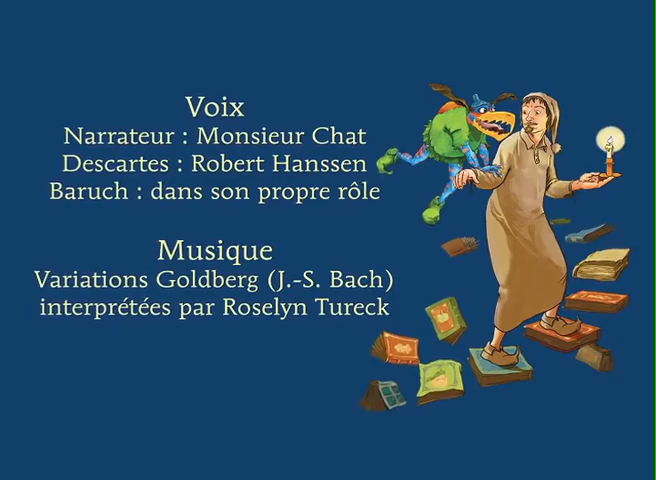 Voix
Narrateur : Monsieur Chat
Descartes : Robert Hanssen
Baruch : dans son propre rôle
Musique
Variations Goldberg (J.-S. Bach)
interprétées par Roselyn Tureck